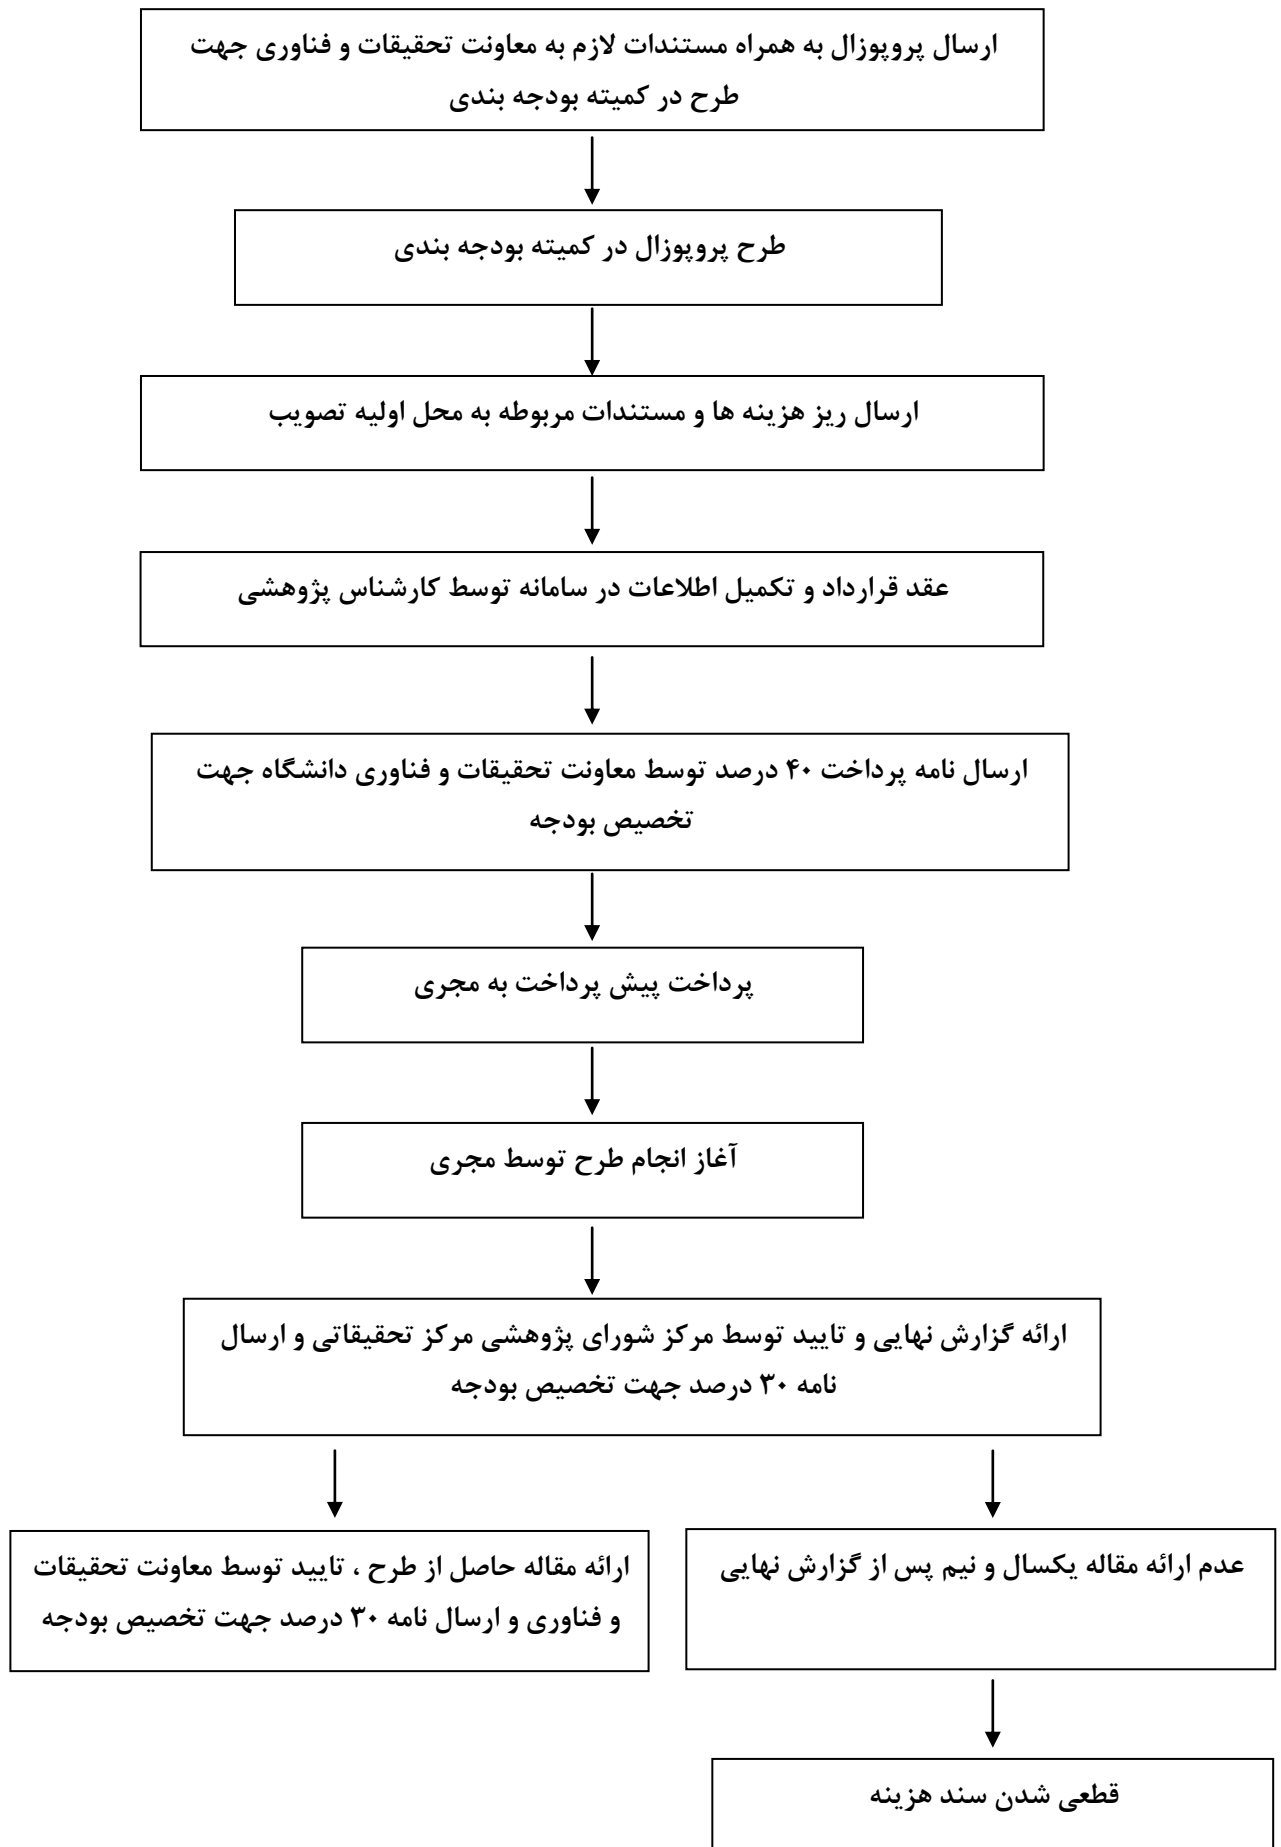 ارسال پروپوزال به همراه مستندات لازم به معاونت تحقیقات و فناوری جهت
طرح در کمیته بودجه بندی
طرح پروپوزال در کمیته بودجه بندی
ارسال ریز هزینه ها و مستندات مربوطه به محل اولیه تصویب
عقد قرارداد و تکمیل اطلاعات در سامانه توسط کارشناس پژوهشی
ارسال نامه پرداخت ۴۰ درصد توسط معاونت تحقیقات و فناوری دانشگاه جهت
تخصیص بودجه
پرداخت پیش پرداخت به مجری
آغاز انجام طرح توسط مجری
ارائه گزارش نهایی و تایید توسط مرکز شورای پژوهشی مرکز تحقیقاتی و ارسال
نامه ۳۰ درصد جهت تخصیص بودجه
عدم ارائه مقاله یکسال و نیم پس از گزارش نهایی
ارائه مقاله حاصل از طرح ، تایید توسط معاونت تحقیقات
و فناوری و ارسال نامه ۳۰ درصد جهت تخصیص بودجه
قطعی شدن سند هزینه